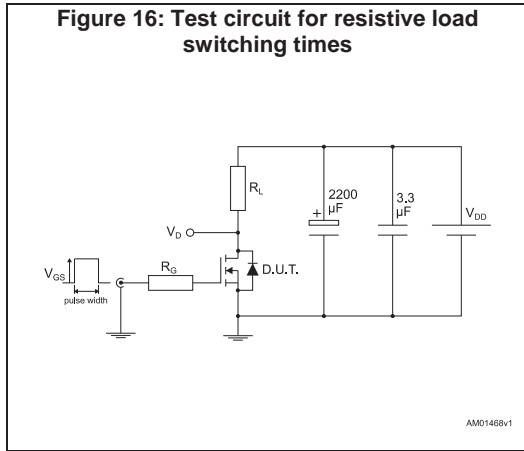 Figure 16: Test circuit for resistive load
switching times
R_L
2200
µF
+
3.3
µF
V_DD
V_D
V_GS
pulse width
R_G
D.U.T.
AM01468v1